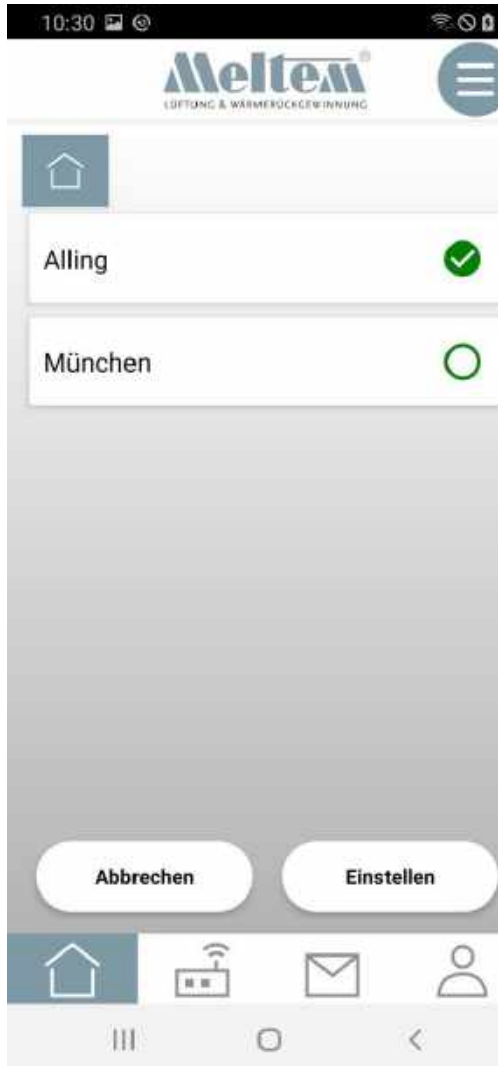 10:30
Meltem®
LÜFTUNG & WÄRMERÜCKGEWINNUNG
Alling
München
Abbrechen
Einstellen